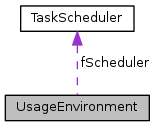 TaskScheduler
fScheduler
UsageEnvironment